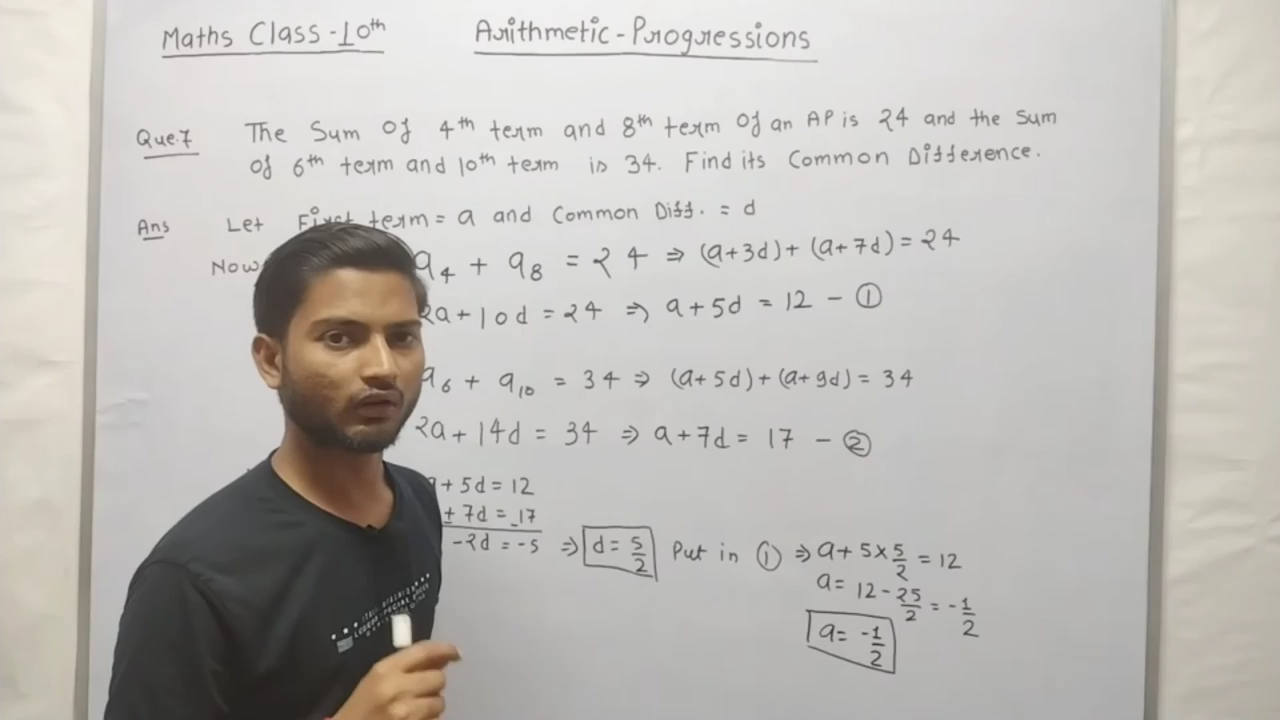 Maths Class-10th Arithmetic-Progressions
Que.7 The Sum Of 4th term and 8th term Of an AP is 24 and the Sum
of 6th term and 10th term is 34. Find its Common Difference.
Ans Let First term = a and Common Diff. = d
Now a4 + a8 = 24 ⇒ (a+3d)+(a+7d)=24
2a+10d = 24 ⇒ a+5d = 12 - ①
a6 + a10 = 34 ⇒ (a+5d)+(a+9d) = 34
2a+14d = 34 ⇒ a+7d = 17 - ②
+ 5d = 12
± 7d = _17
-2d = -5 ⇒ d = 5/2 Put in ① ⇒ a + 5×5/2 = 12
a = 12 - 25/2 = -1/2
a = -1/2